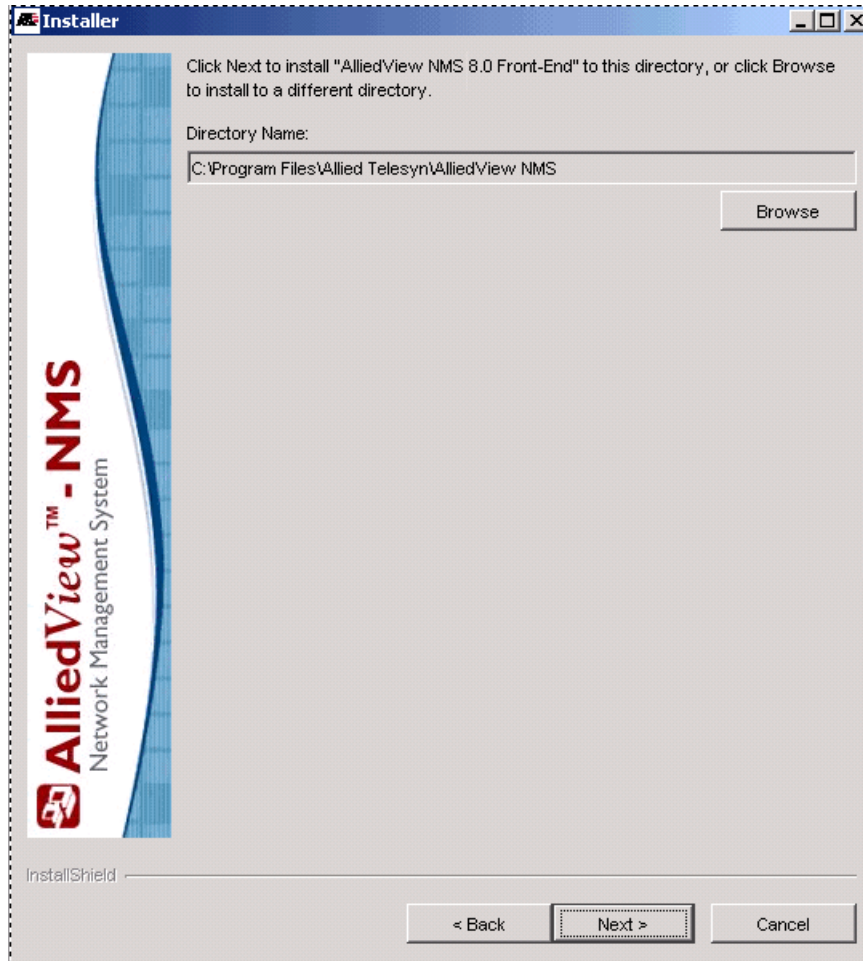 Installer
Click Next to install "AlliedView NMS 8.0 Front-End" to this directory, or click Browse
to install to a different directory.
Directory Name:
C:\Program Files\Allied Telesyn\AlliedView NMS
Browse
AlliedView™ - NMS
Network Management System
InstallShield
< Back
Next >
Cancel